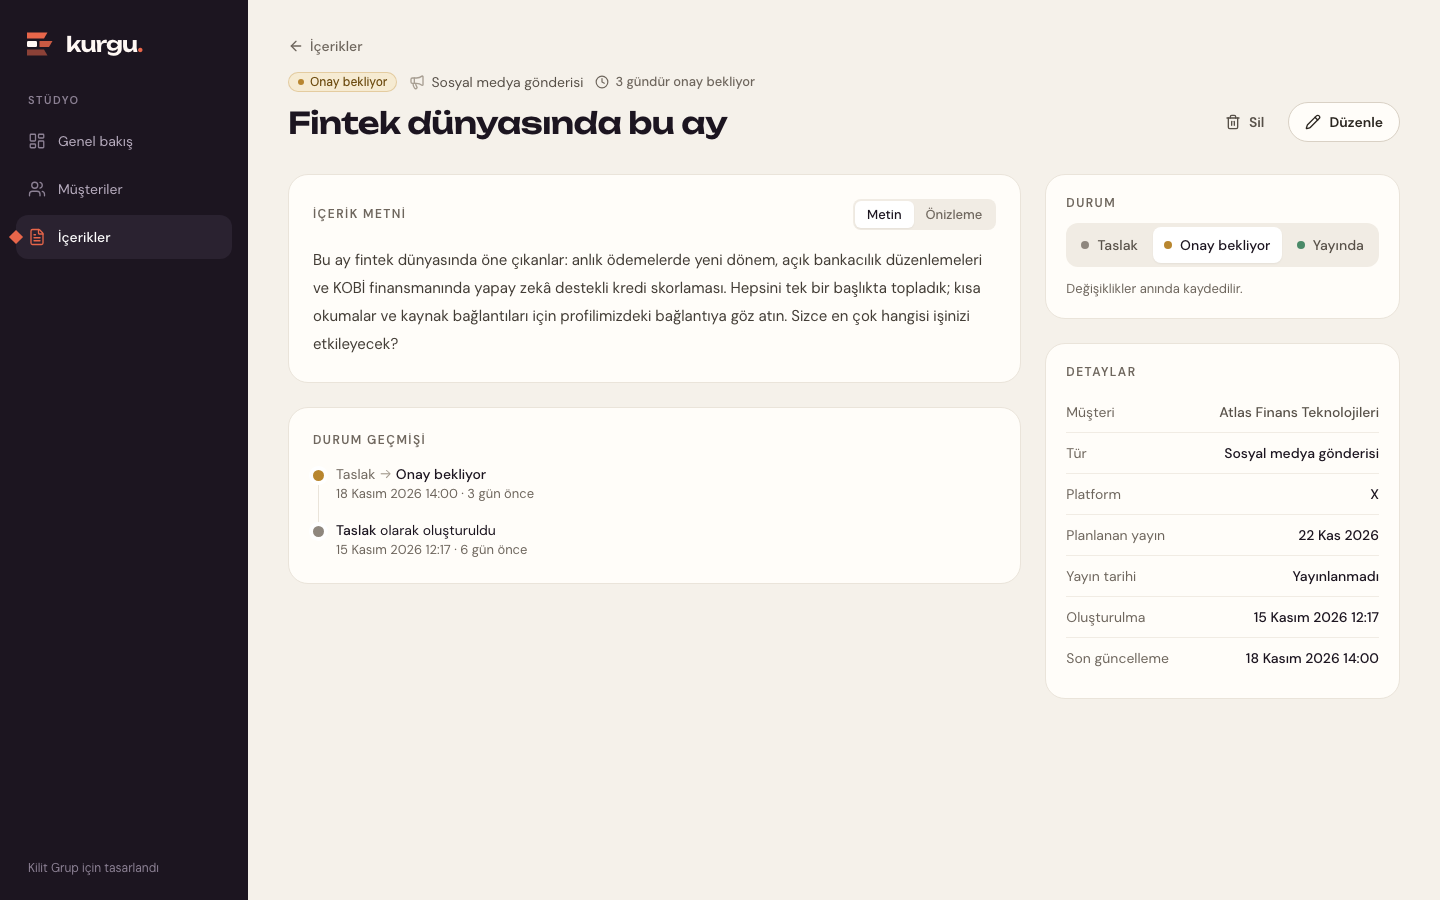 kurgu.
STÜDYO
Genel bakış
Müşteriler
İçerikler
Kilit Grup için tasarlandı
İçerikler
Onay bekliyor
Sosyal medya gönderisi
3 gündür onay bekliyor
Fintek dünyasında bu ay
Sil
Düzenle
İÇERİK METNİ
Metin
Önizleme
Bu ay fintek dünyasında öne çıkanlar: anlık ödemelerde yeni dönem, açık bankacılık düzenlemeleri
ve KOBİ finansmanında yapay zekâ destekli kredi skorlaması. Hepsini tek bir başlıkta topladık; kısa
okumalar ve kaynak bağlantıları için profilimizdeki bağlantıya göz atın. Sizce en çok hangisi işinizi
etkileyecek?
DURUM GEÇMİŞİ
Taslak → Onay bekliyor
18 Kasım 2026 14:00 · 3 gün önce
Taslak olarak oluşturuldu
15 Kasım 2026 12:17 · 6 gün önce
DURUM
Taslak
Onay bekliyor
Yayında
Değişiklikler anında kaydedilir.
DETAYLAR
Müşteri Atlas Finans Teknolojileri
Tür Sosyal medya gönderisi
Platform X
Planlanan yayın 22 Kas 2026
Yayın tarihi Yayınlanmadı
Oluşturulma 15 Kasım 2026 12:17
Son güncelleme 18 Kasım 2026 14:00